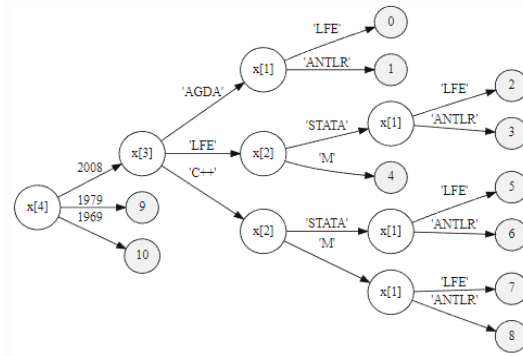 0
'LFE'
x[1]
'ANTLR'
1
'AGDA'
'LFE'
2
'STATA'
x[1]
'ANTLR'
3
x[3]
'LFE'
x[2]
'M'
4
2008
'C++'
x[4]
1979
9
1969
10
'LFE'
5
'STATA'
x[1]
'ANTLR'
6
x[2]
'M'
'LFE'
7
x[1]
'ANTLR'
8